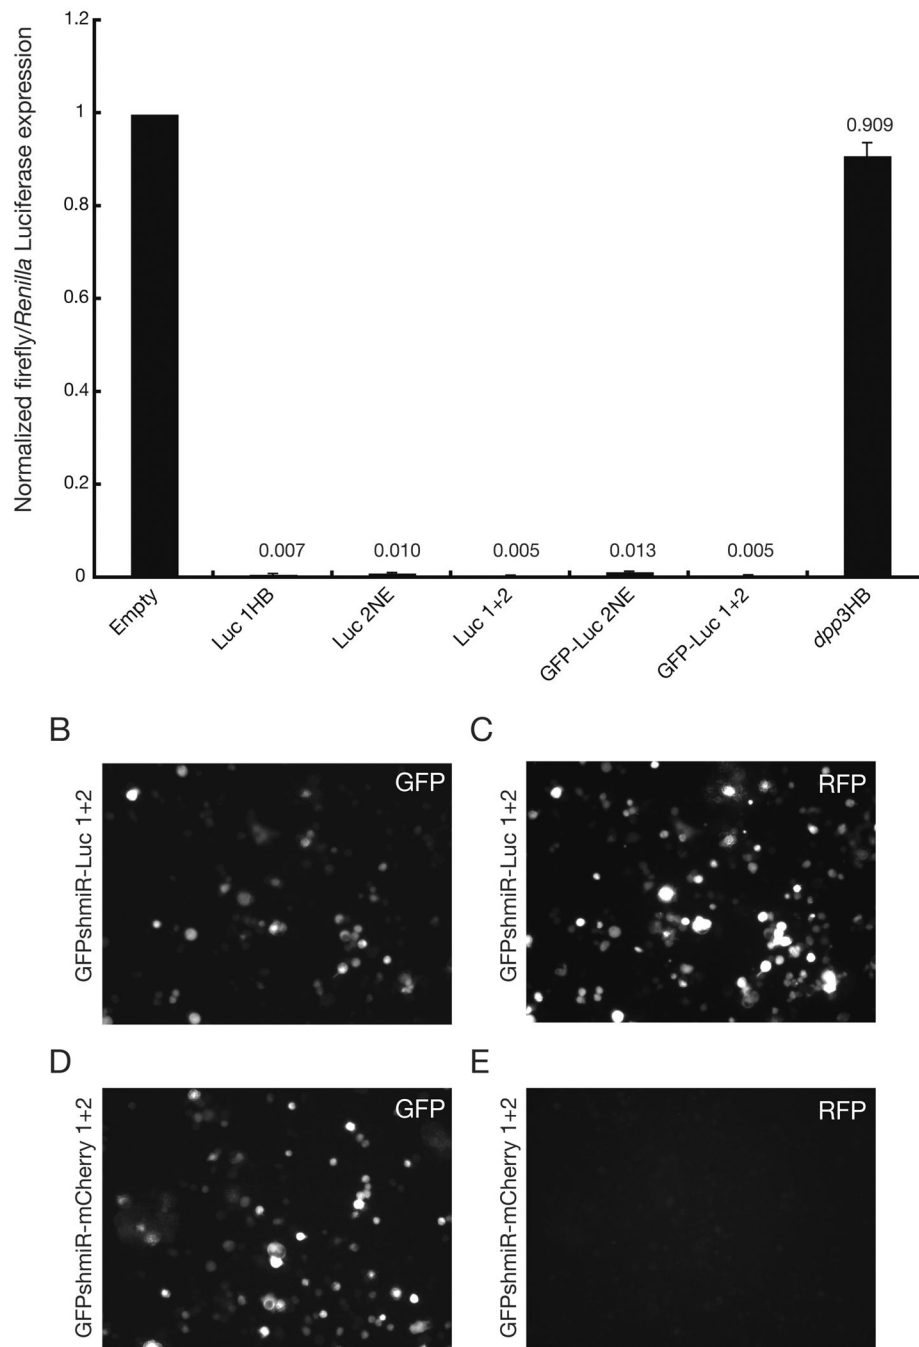 Normalized firefly/Renilla Luciferase expression
1.2
1
0.8
0.6
0.4
0.2
0
0.007
0.010
0.005
0.013
0.005
0.909
Empty
Luc 1HB
Luc 2NE
Luc 1+2
GFP-Luc 2NE
GFP-Luc 1+2
dpp3HB
B
GFPshmiR-Luc 1+2
GFP
C
GFPshmiR-Luc 1+2
RFP
D
GFPshmiR-mCherry 1+2
GFP
E
GFPshmiR-mCherry 1+2
RFP